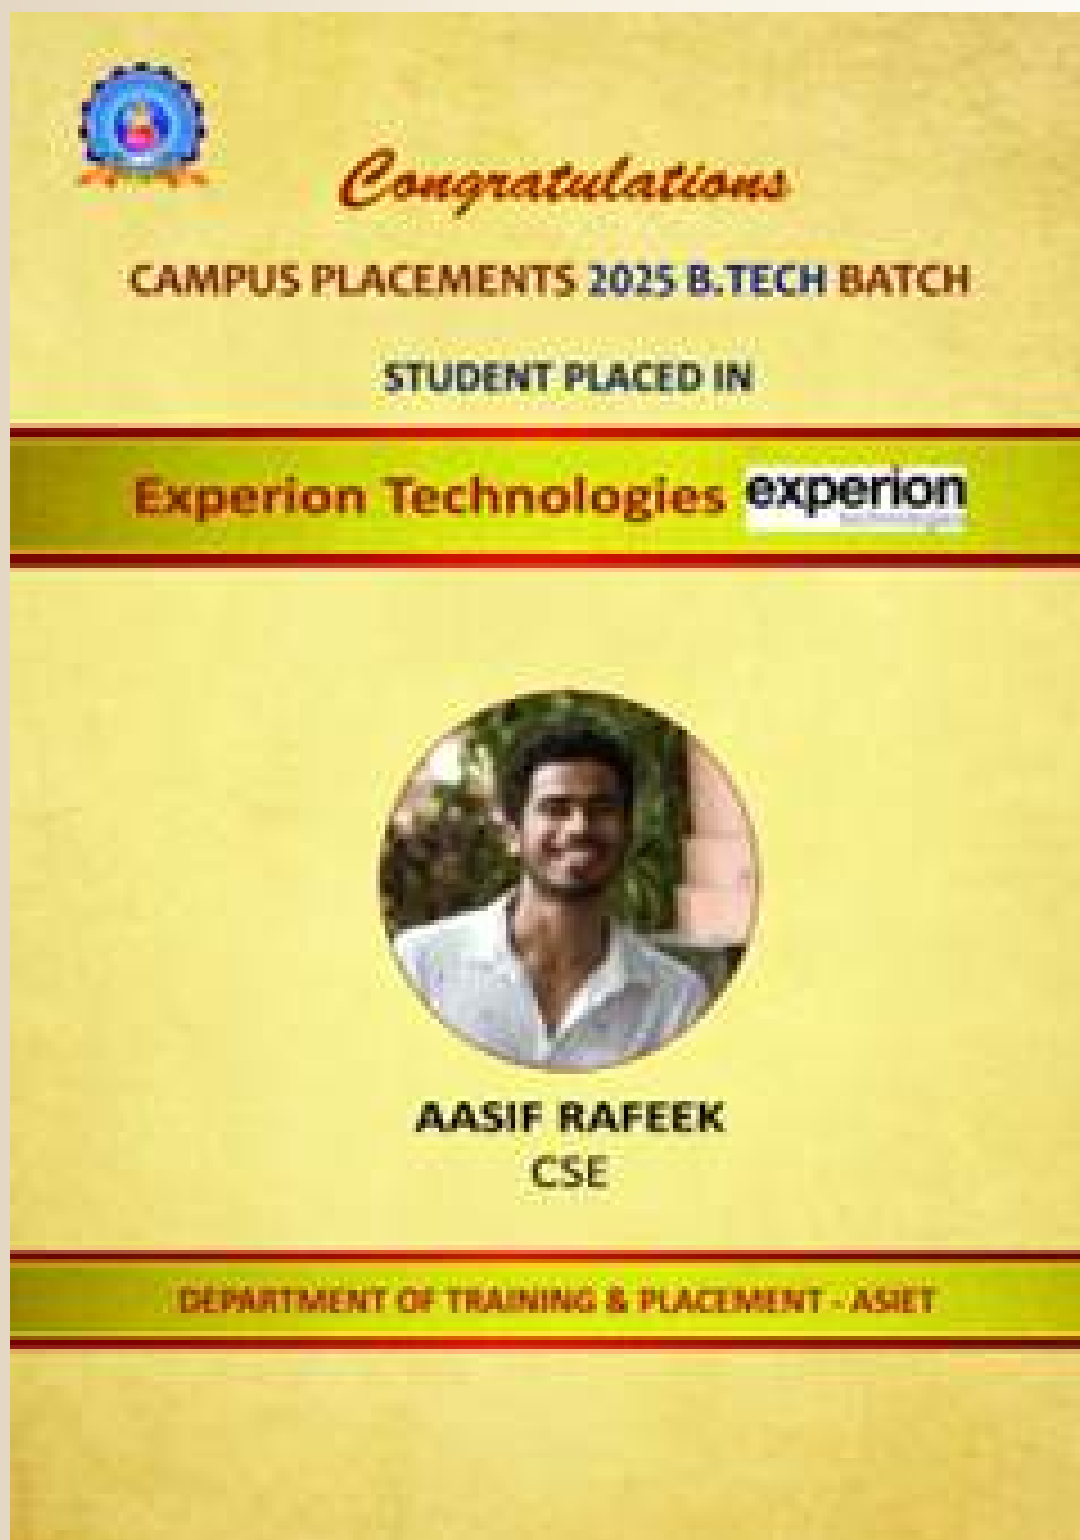 Congratulations
CAMPUS PLACEMENTS 2025 B.TECH BATCH
STUDENT PLACED IN
Experion Technologies experion
technologies
AASIF RAFEEK
CSE
DEPARTMENT OF TRAINING & PLACEMENT - ASIET